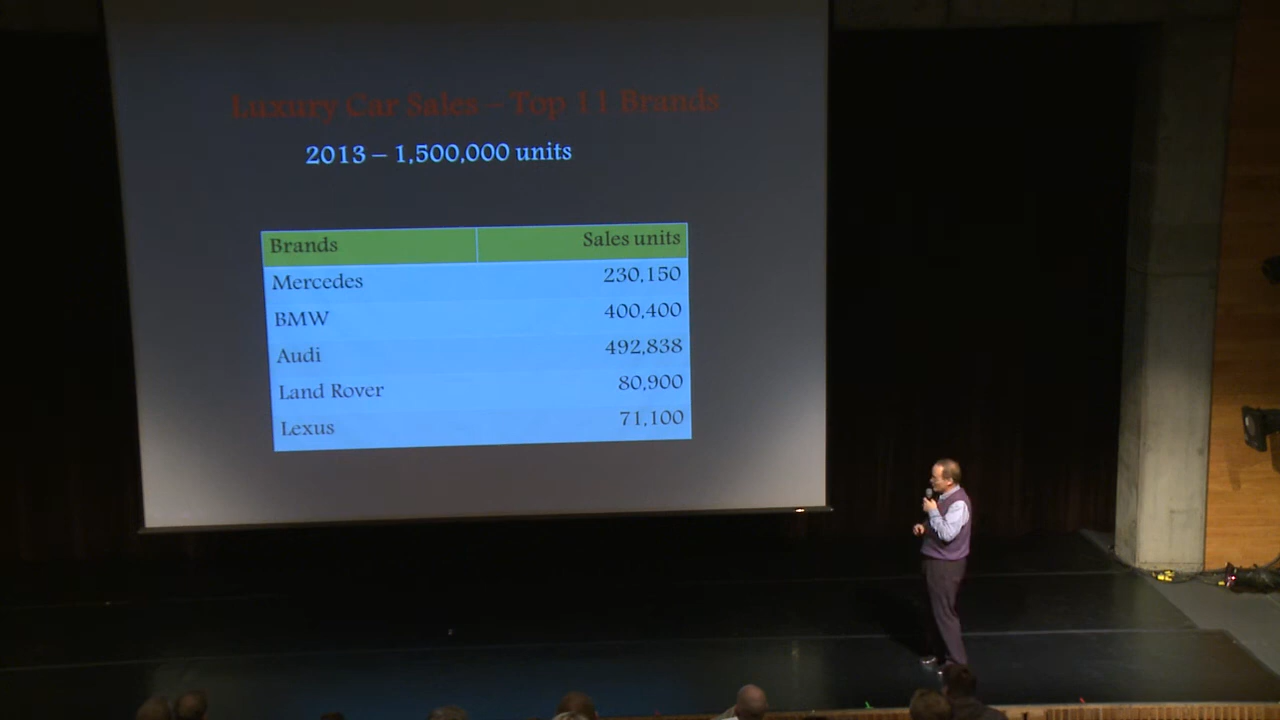 Luxury Car Sales – Top 11 Brands
2013 – 1,500,000 units
Brands Sales units
Mercedes 230,150
BMW 400,400
Audi 492,838
Land Rover 80,900
Lexus 71,100